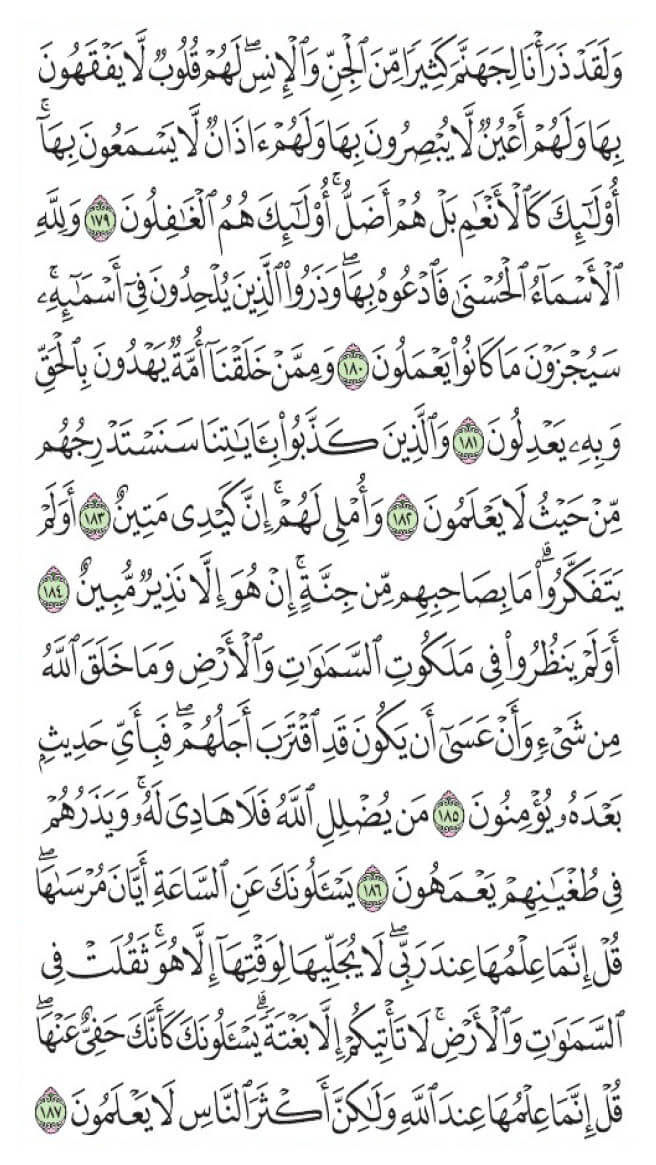 وَلَقَدْ ذَرَأْنَا لِجَهَنَّمَ كَثِيرًا مِّنَ ٱلْجِنِّ وَٱلْإِنسِ ۖ لَهُمْ قُلُوبٌ لَّا يَفْقَهُونَ
بِهَا وَلَهُمْ أَعْيُنٌ لَّا يُبْصِرُونَ بِهَا وَلَهُمْ ءَاذَانٌ لَّا يَسْمَعُونَ بِهَآ ۚ
أُو۟لَـٰٓئِكَ كَٱلْأَنْعَـٰمِ بَلْ هُمْ أَضَلُّ ۚ أُو۟لَـٰٓئِكَ هُمُ ٱلْغَـٰفِلُونَ ١٧٩ وَلِلَّهِ
ٱلْأَسْمَآءُ ٱلْحُسْنَىٰ فَٱدْعُوهُ بِهَا ۖ وَذَرُوا۟ ٱلَّذِينَ يُلْحِدُونَ فِىٓ أَسْمَـٰٓئِهِۦ ۚ
سَيُجْزَوْنَ مَا كَانُوا۟ يَعْمَلُونَ ١٨٠ وَمِمَّنْ خَلَقْنَآ أُمَّةٌ يَهْدُونَ بِٱلْحَقِّ
وَبِهِۦ يَعْدِلُونَ ١٨١ وَٱلَّذِينَ كَذَّبُوا۟ بِـَٔايَـٰتِنَا سَنَسْتَدْرِجُهُم
مِّنْ حَيْثُ لَا يَعْلَمُونَ ١٨٢ وَأُمْلِى لَهُمْ ۚ إِنَّ كَيْدِى مَتِينٌ ١٨٣ أَوَلَمْ
يَتَفَكَّرُوا۟ ۗ مَا بِصَاحِبِهِم مِّن جِنَّةٍ ۚ إِنْ هُوَ إِلَّا نَذِيرٌ مُّبِينٌ ١٨٤
أَوَلَمْ يَنظُرُوا۟ فِى مَلَكُوتِ ٱلسَّمَـٰوَٰتِ وَٱلْأَرْضِ وَمَا خَلَقَ ٱللَّهُ
مِن شَىْءٍ وَأَنْ عَسَىٰٓ أَن يَكُونَ قَدِ ٱقْتَرَبَ أَجَلُهُمْ ۖ فَبِأَىِّ حَدِيثٍۭ
بَعْدَهُۥ يُؤْمِنُونَ ١٨٥ مَن يُضْلِلِ ٱللَّهُ فَلَا هَادِىَ لَهُۥ ۚ وَيَذَرُهُمْ
فِى طُغْيَـٰنِهِمْ يَعْمَهُونَ ١٨٦ يَسْـَٔلُونَكَ عَنِ ٱلسَّاعَةِ أَيَّانَ مُرْسَىٰهَا ۖ
قُلْ إِنَّمَا عِلْمُهَا عِندَ رَبِّى ۖ لَا يُجَلِّيهَا لِوَقْتِهَآ إِلَّا هُوَ ۚ ثَقُلَتْ فِى
ٱلسَّمَـٰوَٰتِ وَٱلْأَرْضِ ۚ لَا تَأْتِيكُمْ إِلَّا بَغْتَةً ۗ يَسْـَٔلُونَكَ كَأَنَّكَ حَفِىٌّ عَنْهَا ۖ
قُلْ إِنَّمَا عِلْمُهَا عِندَ ٱللَّهِ وَلَـٰكِنَّ أَكْثَرَ ٱلنَّاسِ لَا يَعْلَمُونَ ١٨٧